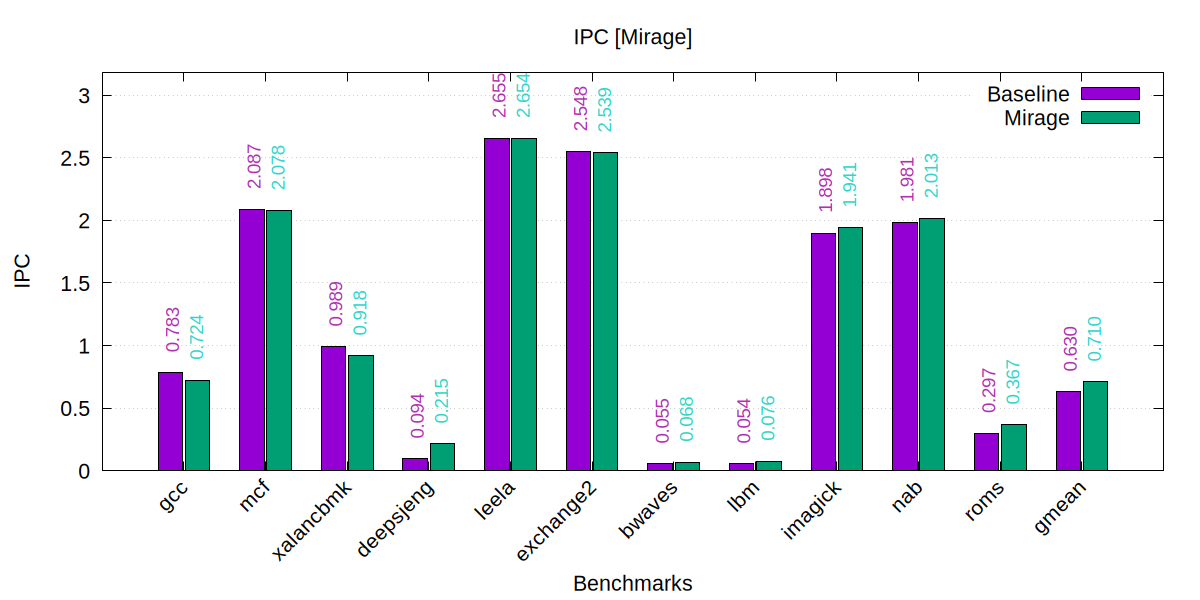 IPC [Mirage]
Baseline
Mirage
IPC
3
2.5
2
1.5
1
0.5
0
0.783
0.724
2.087
2.078
0.989
0.918
0.094
0.215
2.655
2.654
2.548
2.539
0.055
0.068
0.054
0.076
1.898
1.941
1.981
2.013
0.297
0.367
0.630
0.710
gcc
mcf
xalancbmk
deepsjeng
leela
exchange2
bwaves
lbm
imagick
nab
roms
gmean
Benchmarks